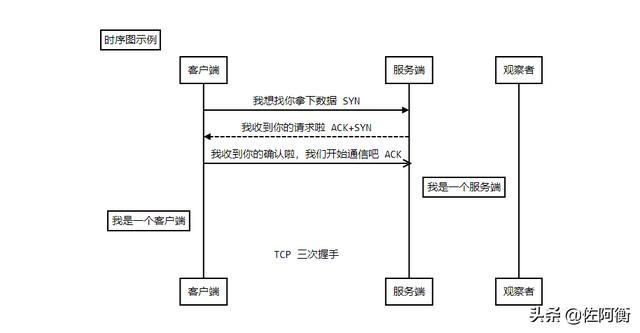 时序图示例
客户端
服务端
观察者
我想找你拿下数据 SYN
我收到你的请求啦 ACK+SYN
我收到你的确认啦, 我们开始通信吧 ACK
我是一个服务端
我是一个客户端
TCP 三次握手
客户端
服务端
观察者
头条 @佐阿衡